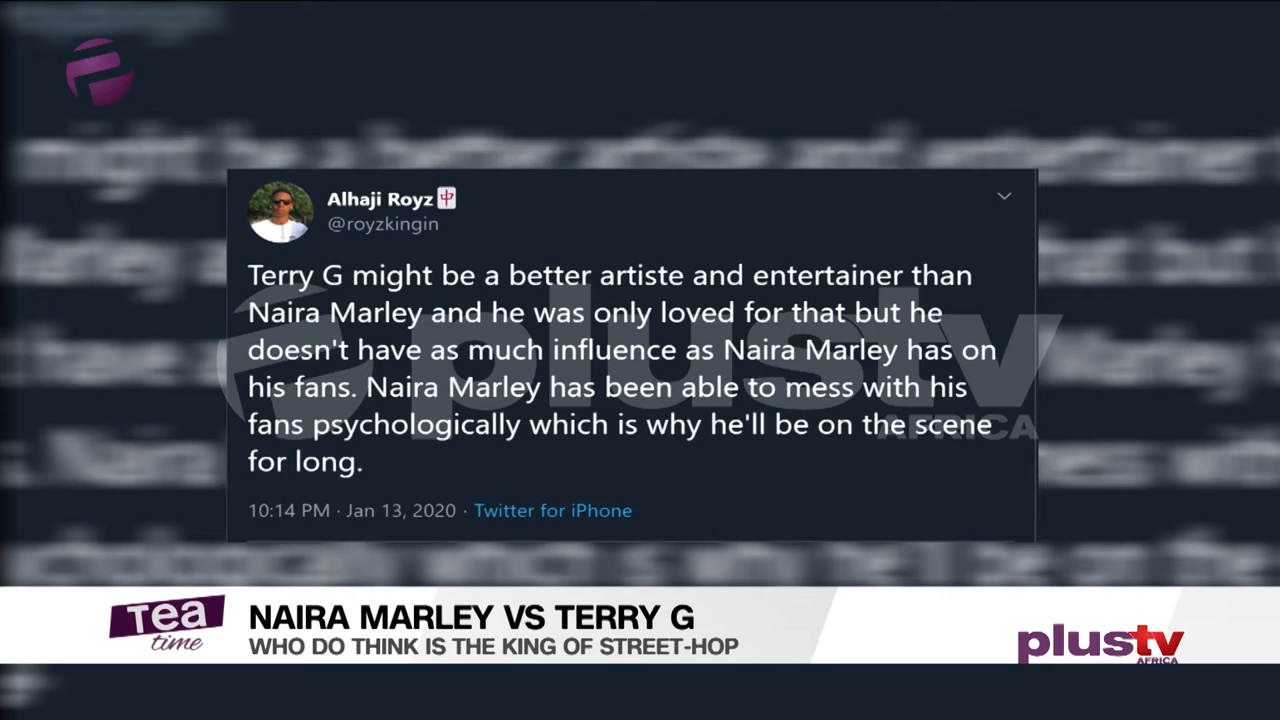 Alhaji Royz🀄
@royzkingin
Terry G might be a better artiste and entertainer than
Naira Marley and he was only loved for that but he
doesn't have as much influence as Naira Marley has on
his fans. Naira Marley has been able to mess with his
fans psychologically which is why he'll be on the scene
for long.
10:14 PM · Jan 13, 2020 · Twitter for iPhone
plustv
AFRICA
Tea
time
NAIRA MARLEY VS TERRY G
WHO DO THINK IS THE KING OF STREET-HOP
plustv
AFRICA